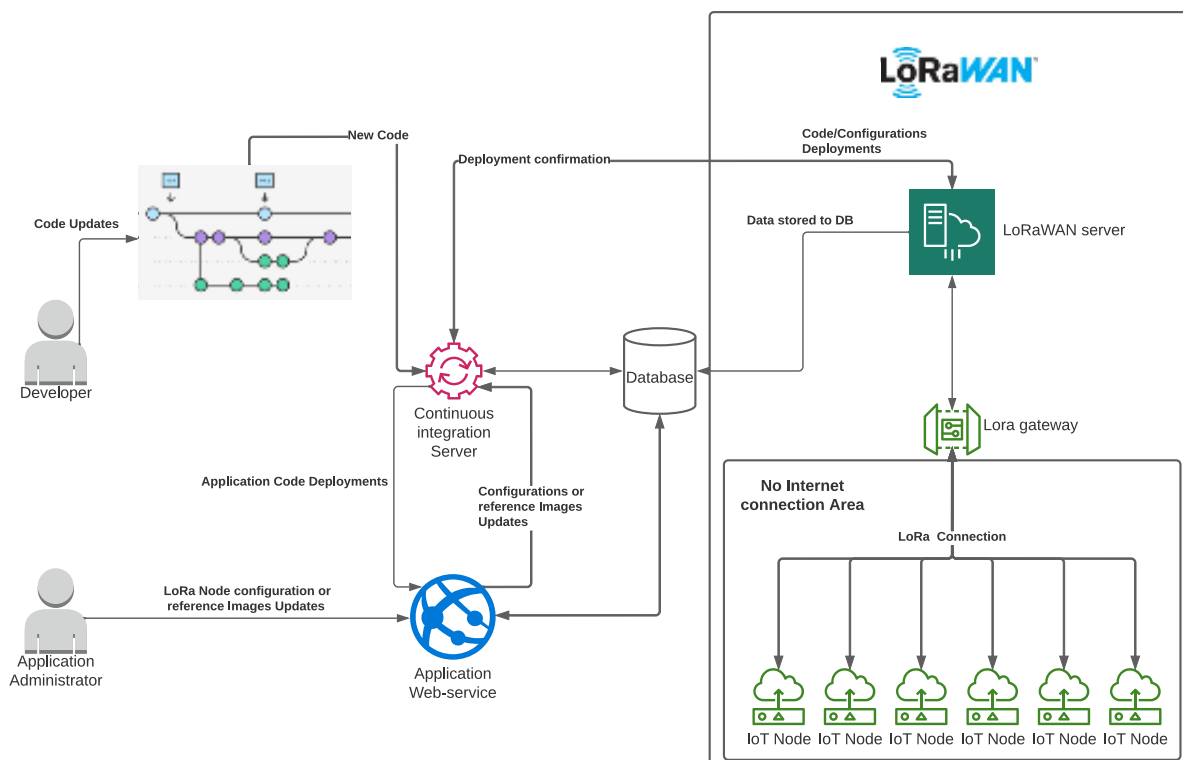 LoRaWAN
New Code
Code/Configurations
Deployments
Deployment confirmation
Code Updates
Data stored to DB
LoRaWAN server
Developer
Database
Continuous
integration
Server
Lora gateway
Application Code Deployments
Configurations or
reference Images
Updates
No Internet
connection Area
LoRa Connection
LoRa Node configuration or
reference Images Updates
Application
Administrator
Application
Web-service
IoT Node
IoT Node
IoT Node
IoT Node
IoT Node
IoT Node